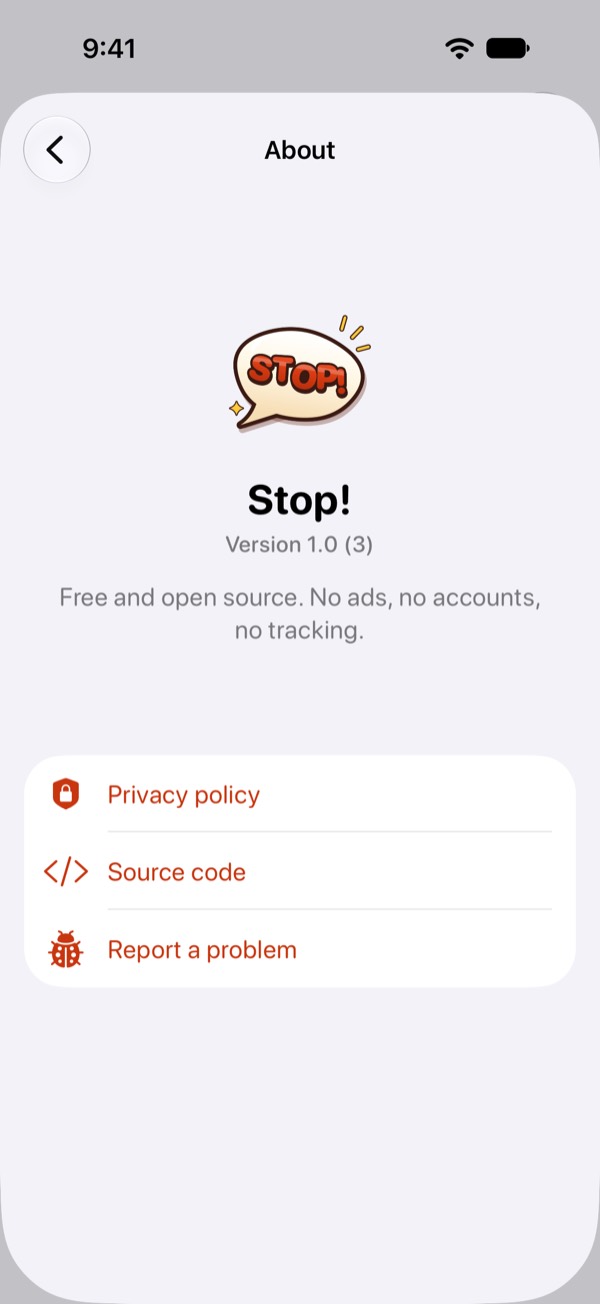 9:41
About
STOP!
Stop!
Version 1.0 (3)
Free and open source. No ads, no accounts,
no tracking.
Privacy policy
Source code
Report a problem